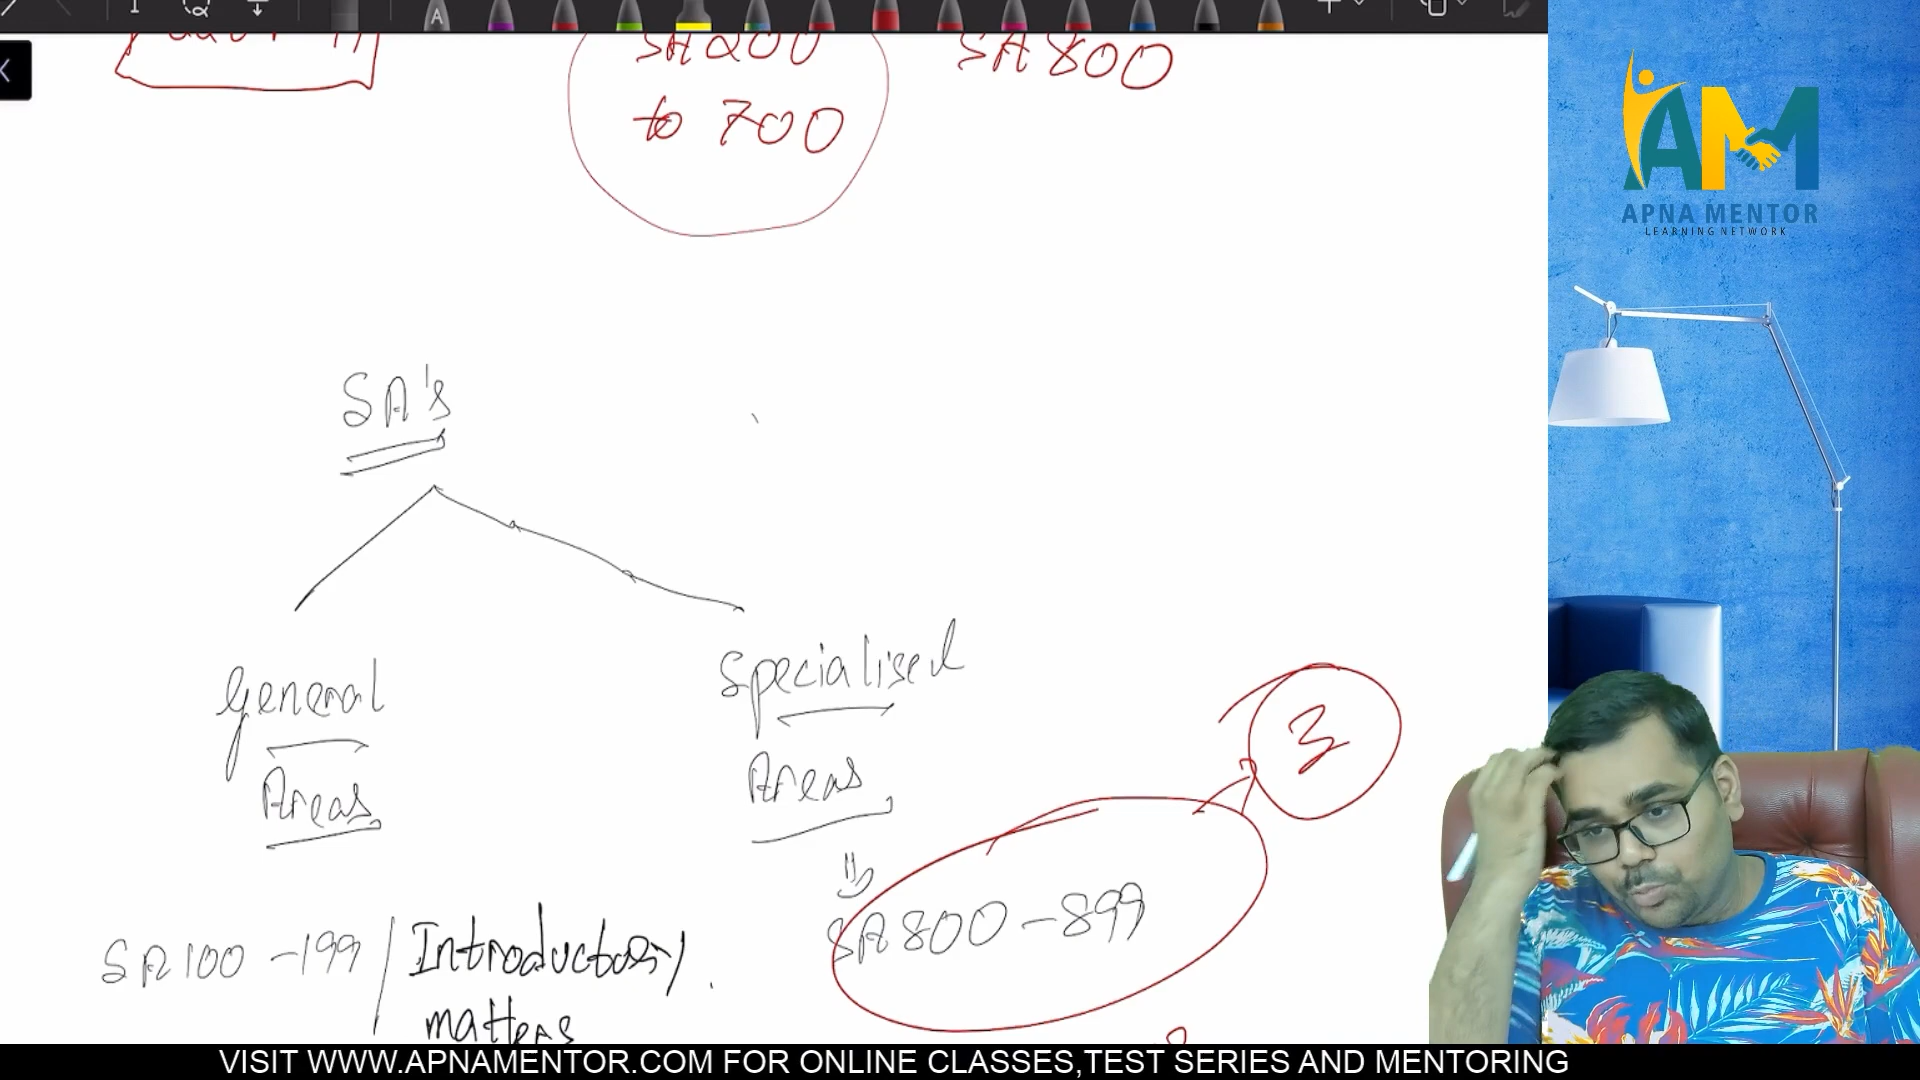 SA 200
to 700
SA 800
AM
APNA MENTOR
LEARNING NETWORK
SA's
General
Areas
Specialised
Areas
3
SA 800 - 899
SA 100 - 199 / Introductory
matters
VISIT WWW.APNAMENTOR.COM FOR ONLINE CLASSES,TEST SERIES AND MENTORING